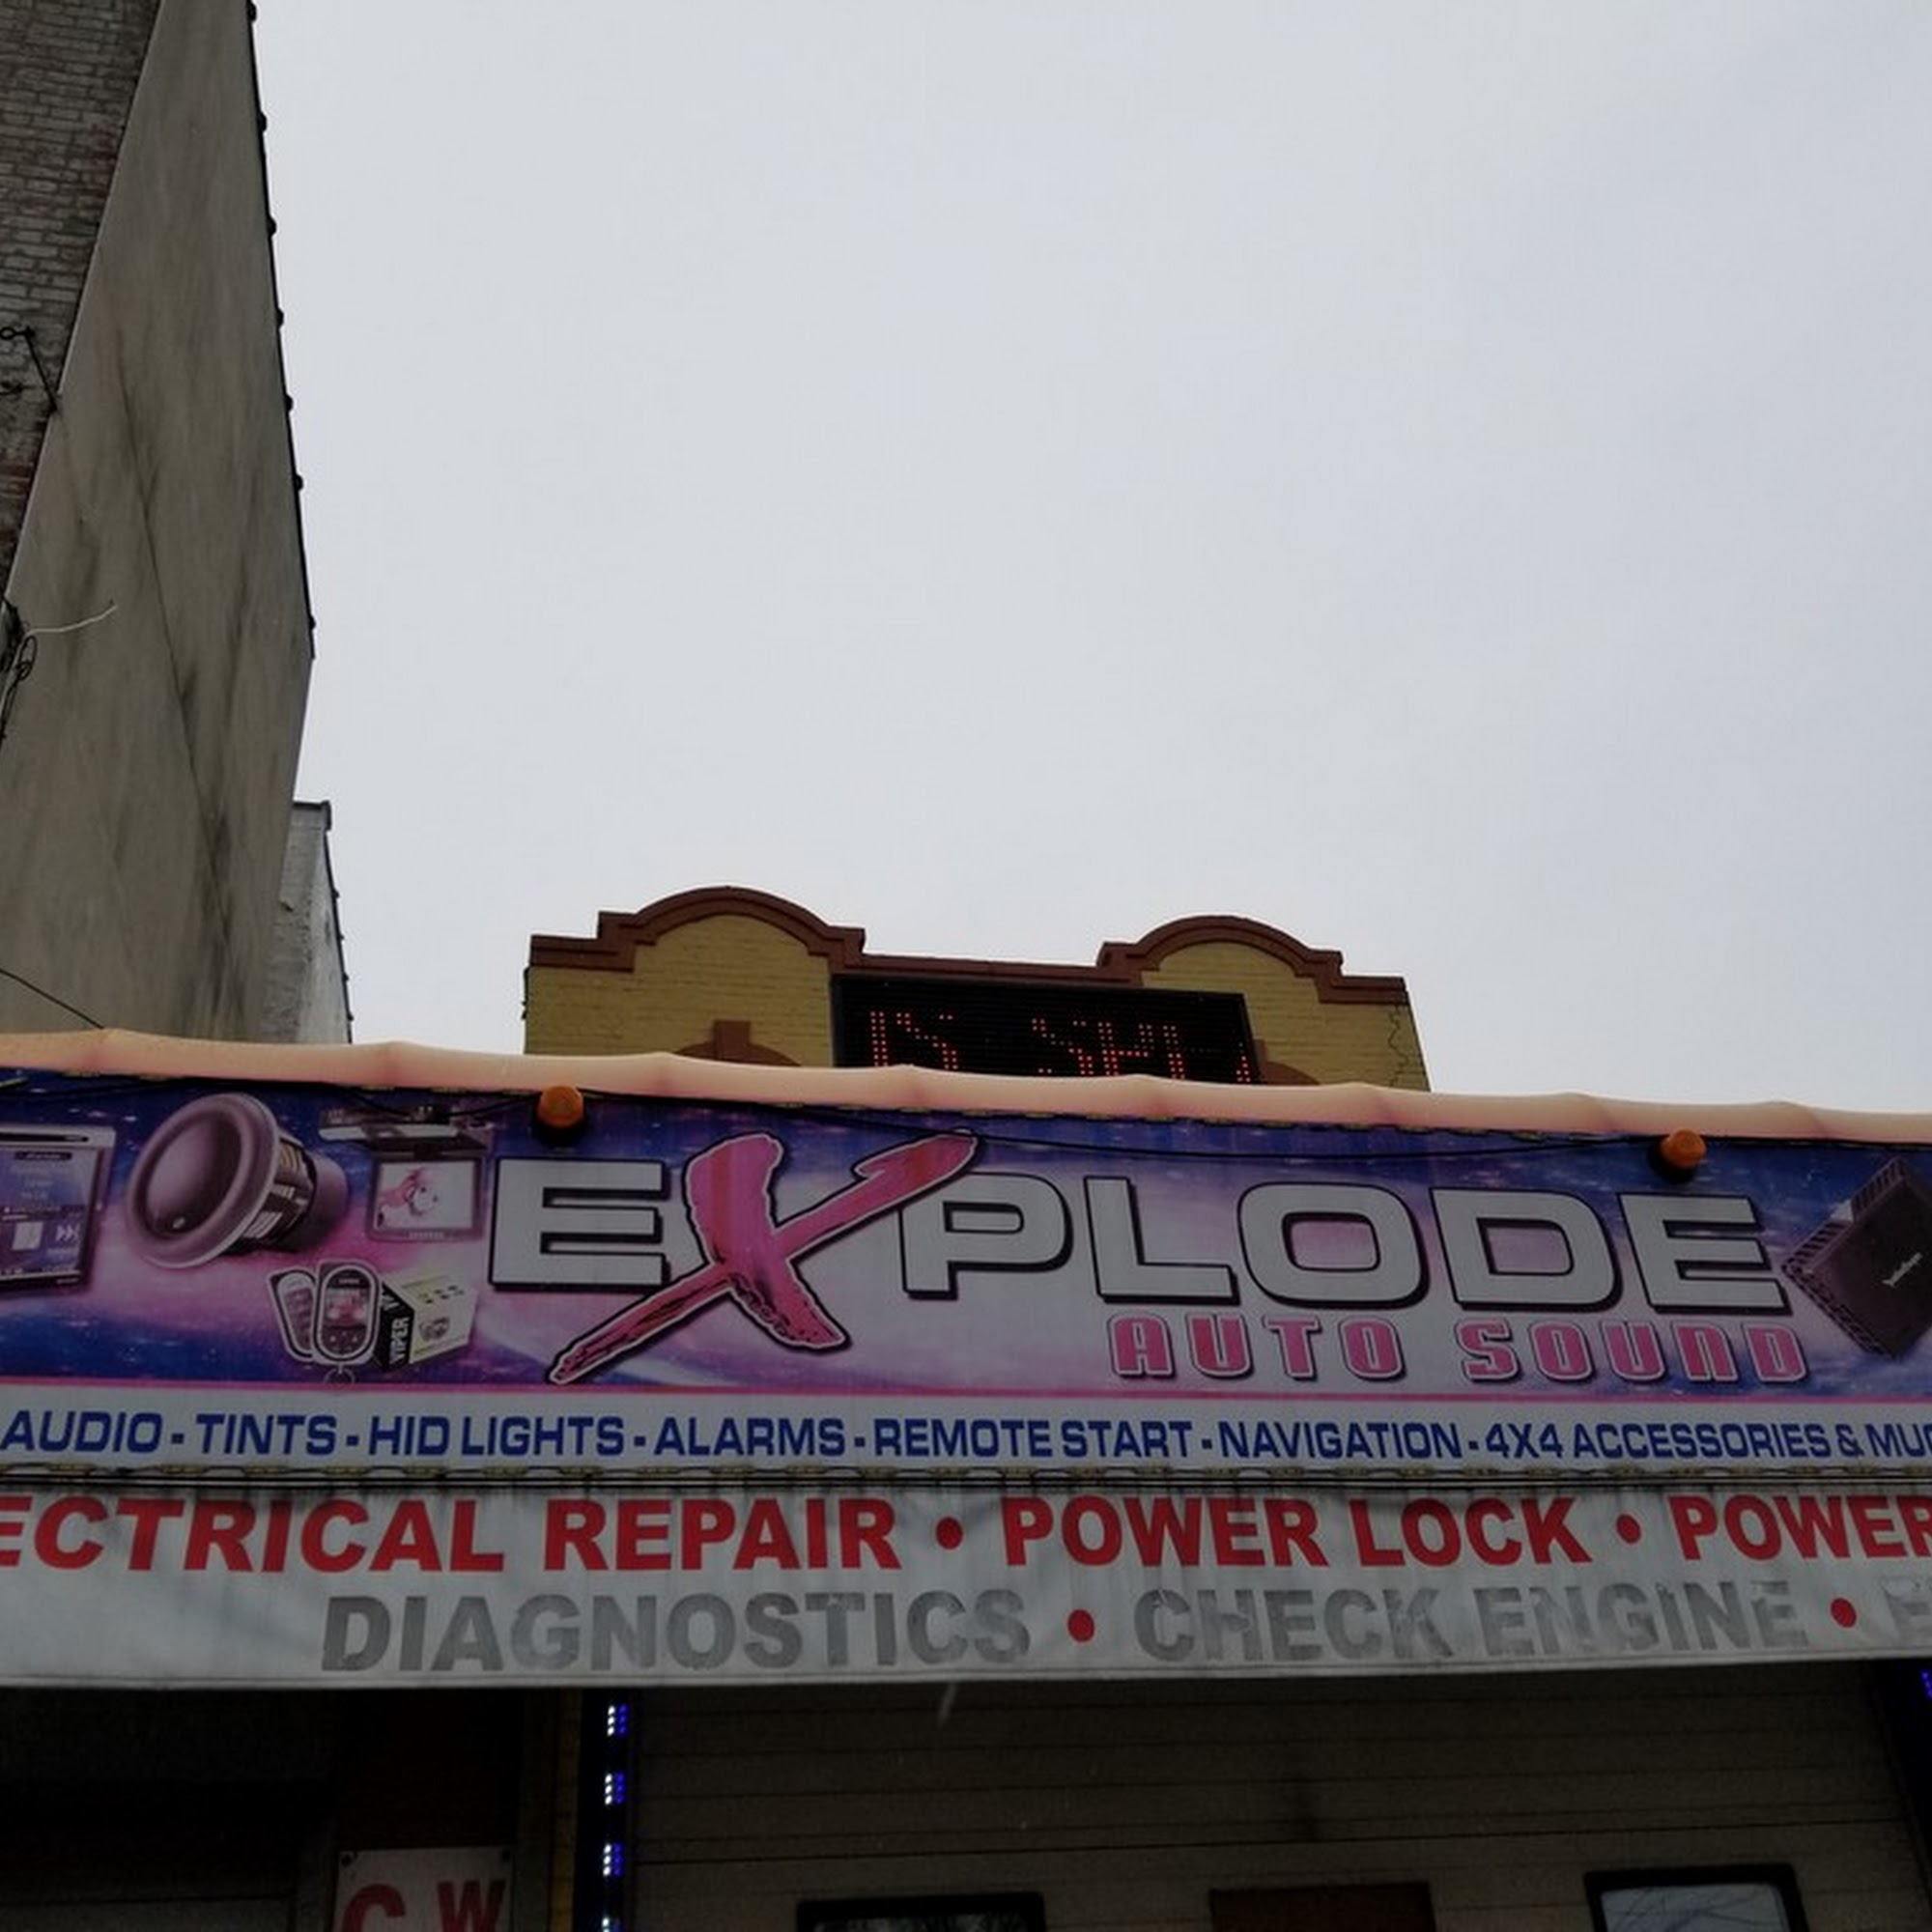 EXPLODE
AUTO SOUND
VIPER
AUDIO - TINTS - HID LIGHTS - ALARMS - REMOTE START - NAVIGATION - 4X4 ACCESSORIES &
ECTRICAL REPAIR • POWER LOCK • POWER
DIAGNOSTICS • CHECK ENGINE •
C W